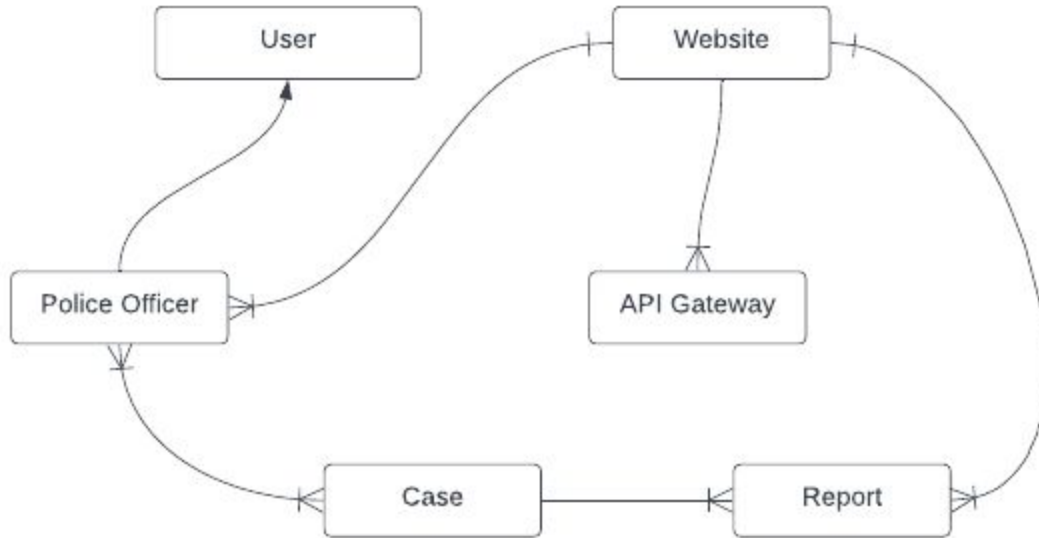 User
Website
Police Officer
API Gateway
Case
Report